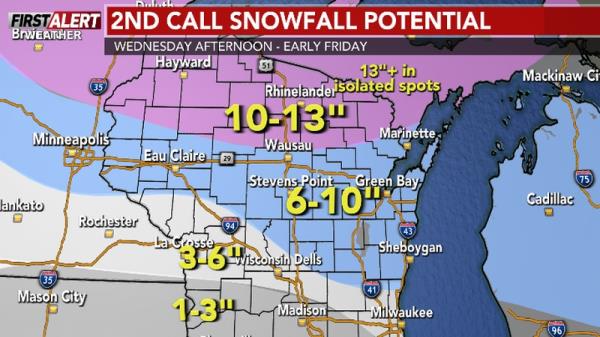 FIRST ALERT
WEATHER
2ND CALL SNOWFALL POTENTIAL
WEDNESDAY AFTERNOON - EARLY FRIDAY
Duluth
Hayward
51
13"+ in
isolated spots
Mackinaw City
35
Rhinelander
10-13"
Marinette
Minneapolis
Wausau
Eau Claire
29
75
Stevens Point
Green Bay
6-10"
Cadillac
Mankato
Rochester
94
43
La Crosse
Sheboygan
3-6"
Wisconsin Dells
35
Mason City
41
1-3"
Madison
Milwaukee
96